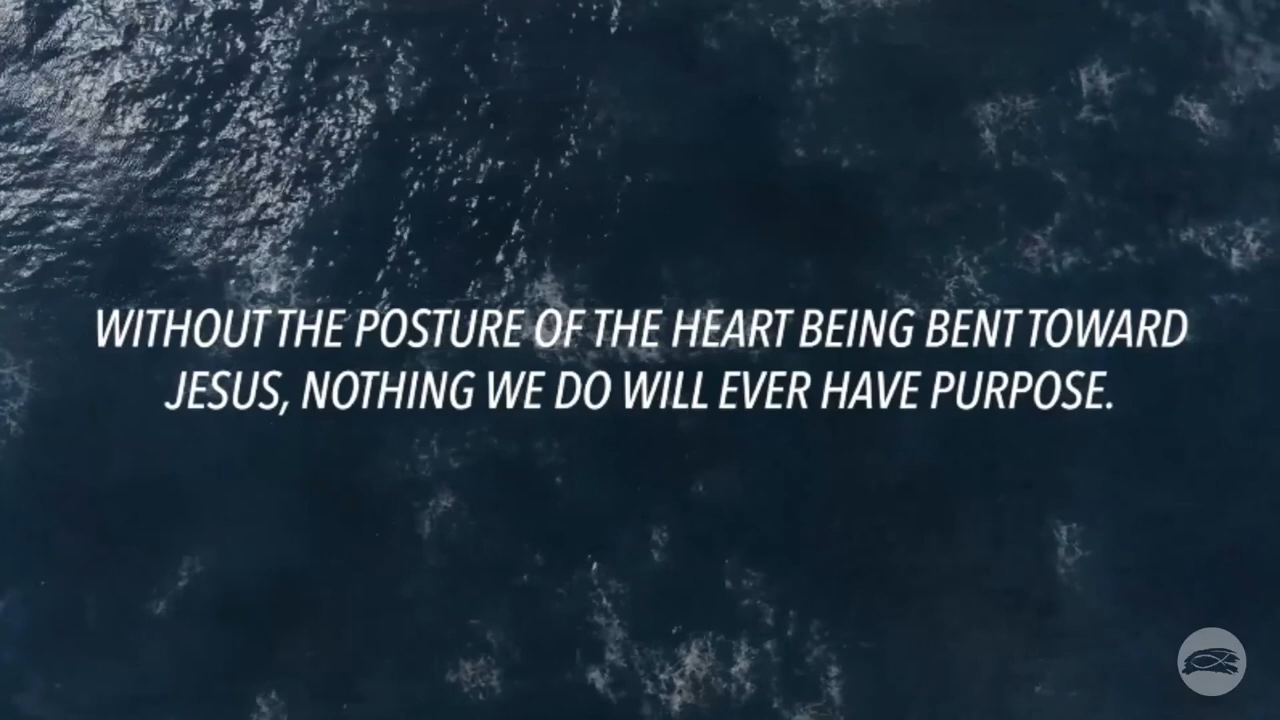 WITHOUT THE POSTURE OF THE HEART BEING BENT TOWARD
JESUS, NOTHING WE DO WILL EVER HAVE PURPOSE.